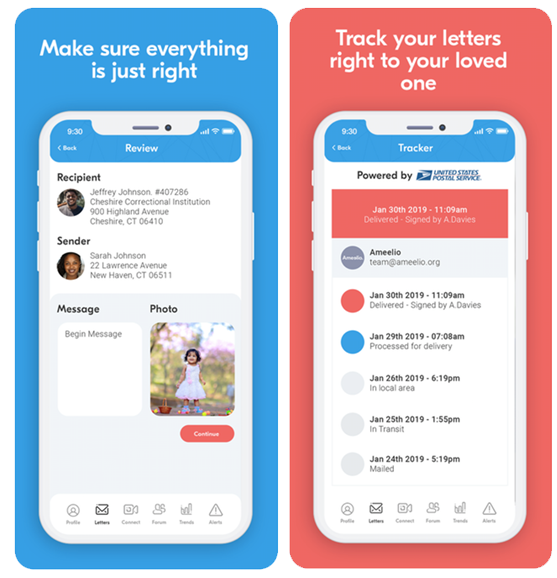 Make sure everything
is just right
9:30
Back
Review
Recipient
Jeffrey Johnson. #407286
Cheshire Correctional Institution
900 Highland Avenue
Cheshire, CT 06410
Sender
Sarah Johnson
22 Lawrence Avenue
New Haven, CT 06511
Message
Photo
Begin Message
Continue
Profile
Letters
Connect
Forum
Trends
Alerts
Track your letters
right to your loved
one
9:30
Back
Tracker
Powered by UNITED STATES
POSTAL SERVICE.
Jan 30th 2019 - 11:09am
Delivered - Signed by A.Davies
Ameelio
Ameelio
team@ameelio.org
Jan 30th 2019 - 11:09am
Delivered - Signed by A.Davies
Jan 29th 2019 - 07:08am
Processed for delivery
Jan 26th 2019 - 6:19pm
In local area
Jan 25th 2019 - 1:55pm
In Transit
Jan 24th 2019 - 5:19pm
Mailed
Profile
Letters
Connect
Forum
Trends
Alerts